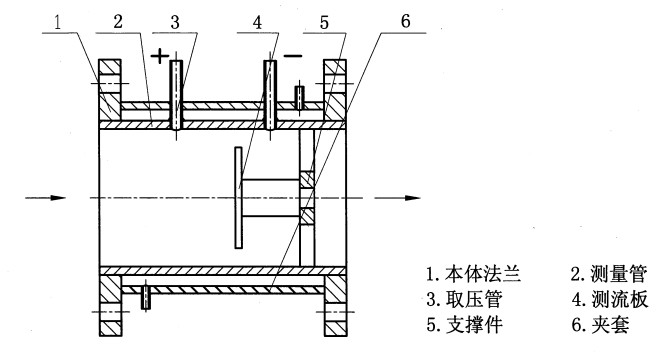 1 2 3 4 5 6
+ −
1.本体法兰 2.测量管
3.取压管 4.测流板
5.支撑件 6.夹套